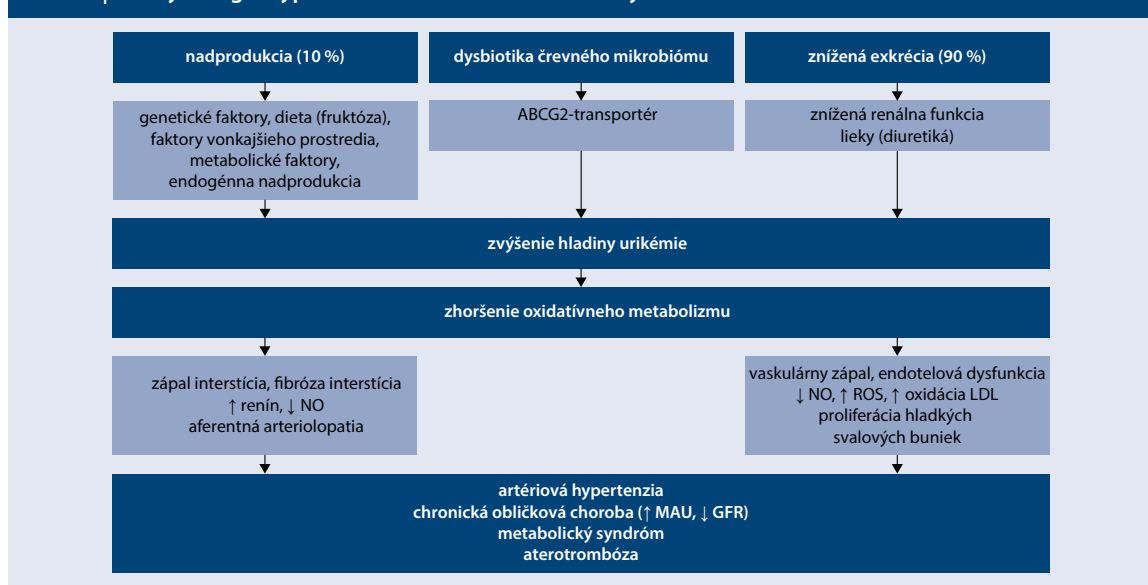 nadprodukcia (10 %)
genetické faktory, dieta (fruktóza),
faktory vonkajšieho prostredia,
metabolické faktory,
endogénna nadprodukcia
dysbiotika črevného mikrobiómu
ABCG2-transportér
znížená exkrécia (90 %)
znížená renálna funkcia
lieky (diuretiká)
zvýšenie hladiny urikémie
zhoršenie oxidatívneho metabolizmu
zápal interstícia, fibróza interstícia
↑ renín, ↓ NO
aferentná arteriolopatia
vaskulárny zápal, endotelová dysfunkcia
↓ NO, ↑ ROS, ↑ oxidácia LDL
proliferácia hladkých
svalových buniek
artériová hypertenzia
chronická obličková choroba (↑ MAU, ↓ GFR)
metabolický syndróm
aterotrombóza